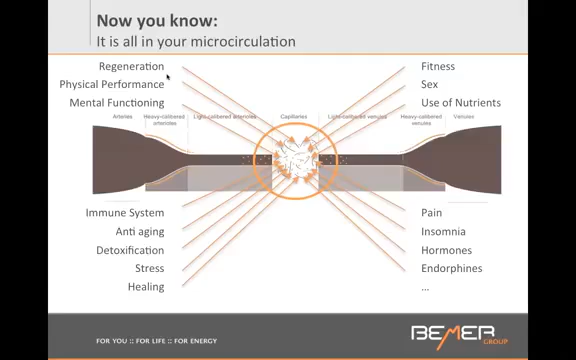 Now you know:
It is all in your microcirculation
Regeneration
Physical Performance
Mental Functioning
Fitness
Sex
Use of Nutrients
Arteries
Heavy-calibered
arterioles
Light-calibered arterioles
Capillaries
Light-calibered venules
Heavy-calibered
venules
Venules
Immune System
Anti aging
Detoxification
Stress
Healing
Pain
Insomnia
Hormones
Endorphines
...
FOR YOU :: FOR LIFE :: FOR ENERGY
BEMER
GROUP